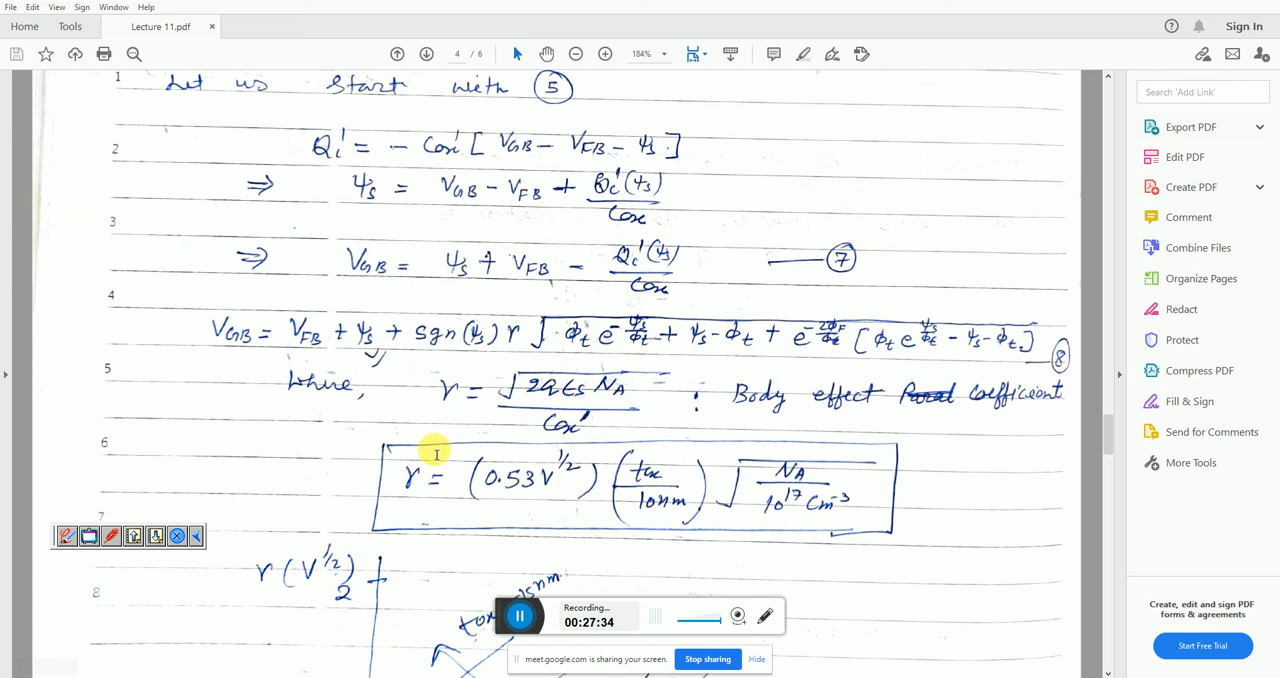 File Edit View Sign Window Help
Home Tools Lecture 11.pdf × Sign In
4 / 6 184%
1 Let us start with ⑤
2 Qc' = - Cox' [ VGB - VFB - ψs ]
⇒ ψs = VGB - VFB + Qc'(ψs) / Cox
3
⇒ VGB = ψs + VFB - Qc'(ψs) / Cox —— ⑦
4
VGB = VFB + ψs + sgn(ψs) γ √ φt e^-ψs/φt + ψs - φt + e^-2φF/φt [ φt e^ψs/φt - ψs - φt ] — ⑧
5 Where, γ = √2qεs NA / Cox' : Body effect coefficient
6
γ = (0.53 V^1/2) (tox / 10nm) √ NA / 10^17 cm^-3
7
γ (V^1/2)
2
8
Recording...
00:27:34
meet.google.com is sharing your screen. Stop sharing Hide
Search 'Add Link'
Export PDF
Edit PDF
Create PDF
Comment
Combine Files
Organize Pages
Redact
Protect
Compress PDF
Fill & Sign
Send for Comments
More Tools
Create, edit and sign PDF
forms & agreements
Start Free Trial